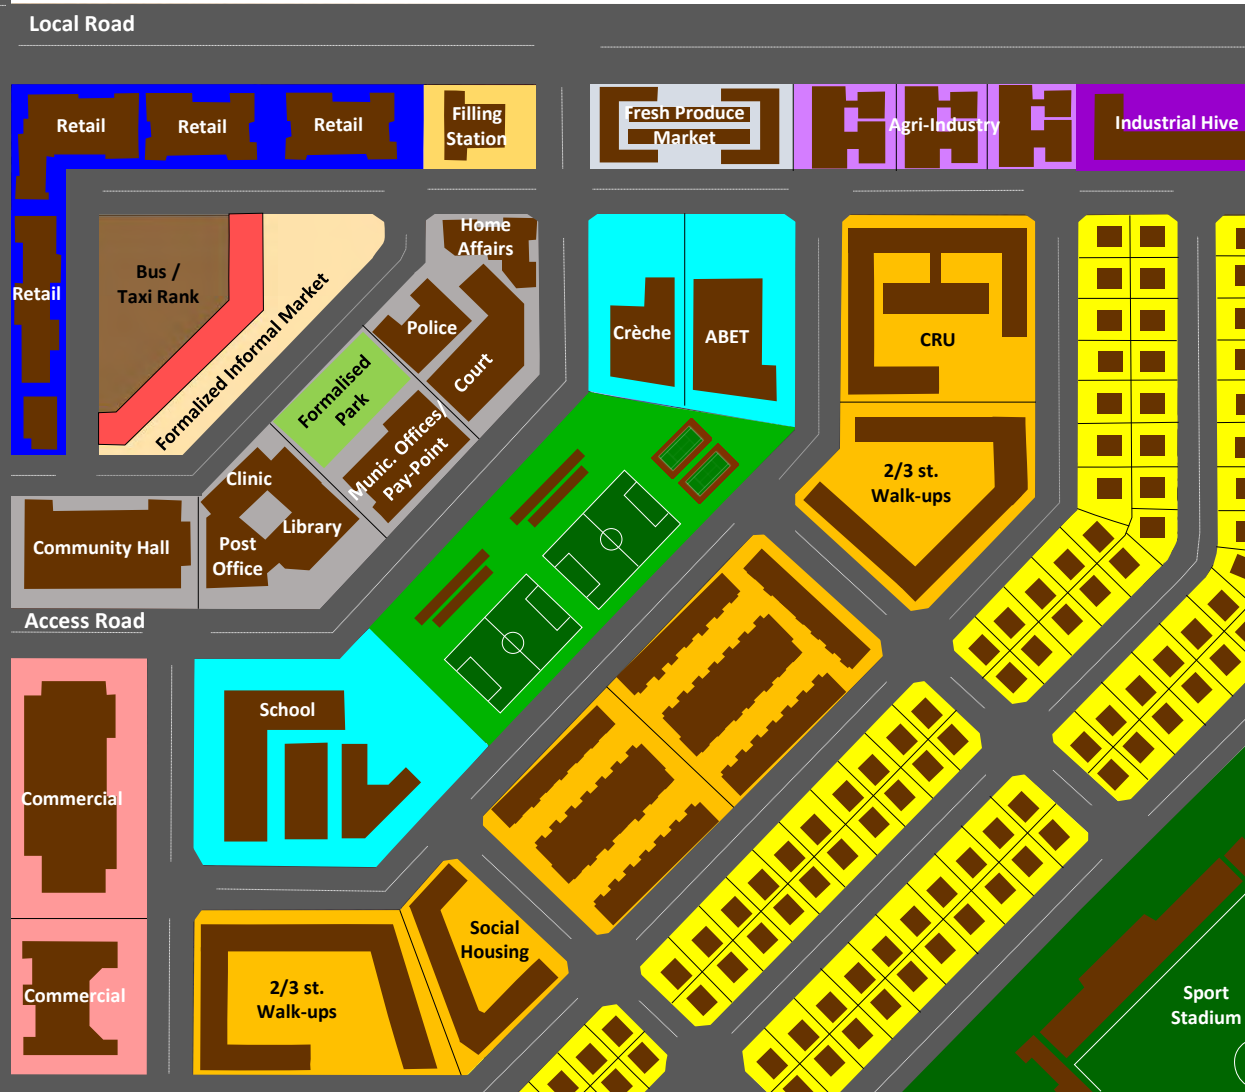 Local Road
Retail
Retail
Retail
Filling
Station
Fresh Produce
Market
Agri-Industry
Industrial Hive
Home
Affairs
Bus /
Taxi Rank
Retail
Formalized Informal Market
Police
Court
Crèche
ABET
CRU
Formalised
Park
Munic. Offices/
Pay-Point
2/3 st.
Walk-ups
Clinic
Library
Post
Office
Community Hall
Access Road
School
Commercial
Social
Housing
2/3 st.
Walk-ups
Commercial
Sport
Stadium